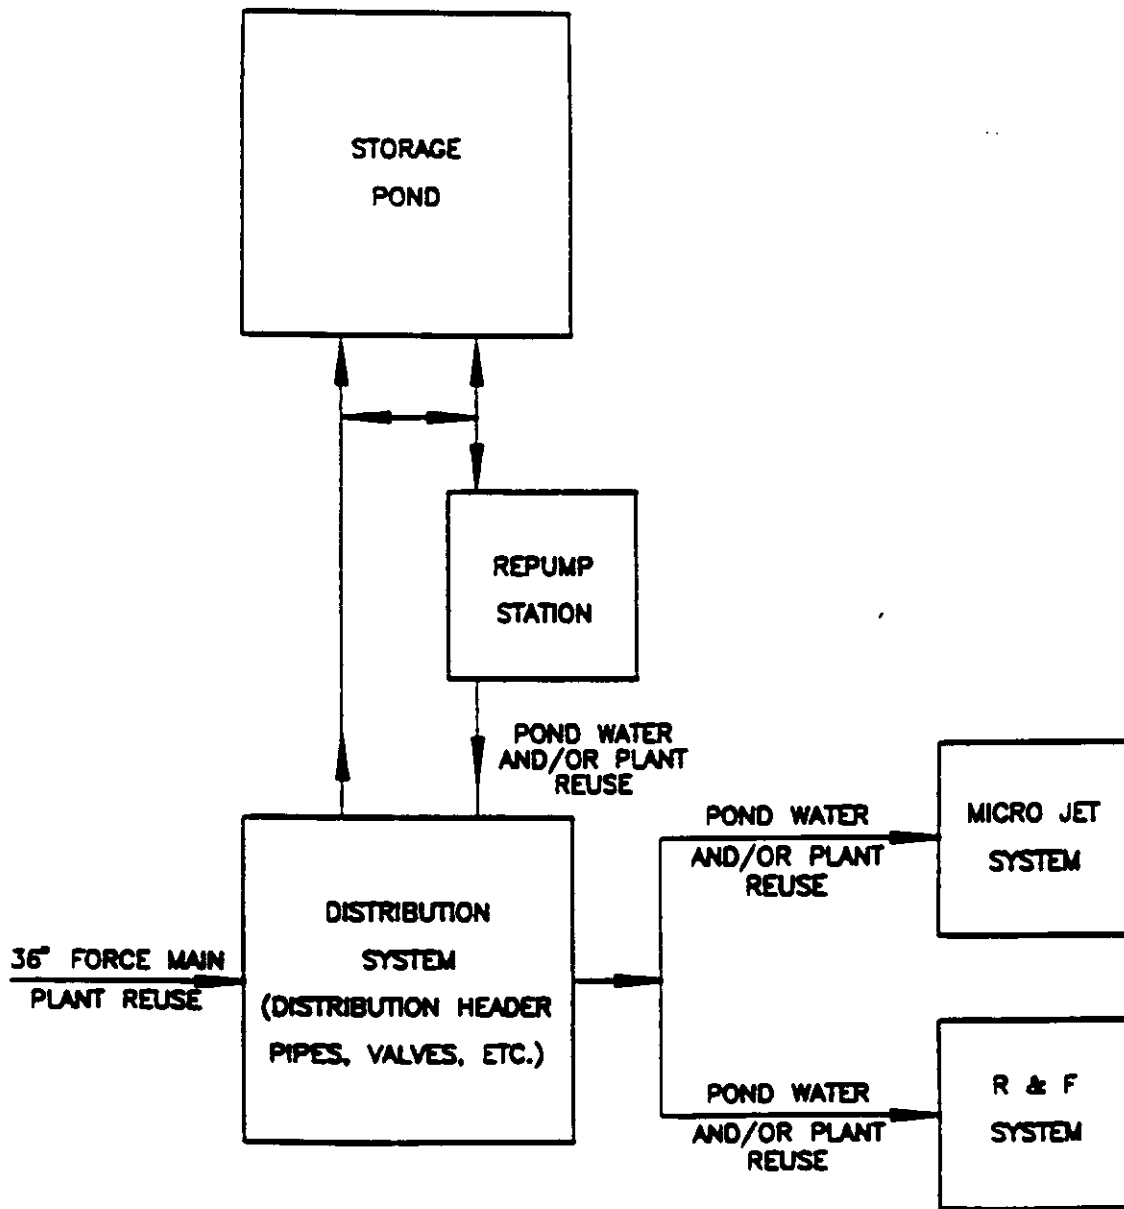 STORAGE
POND
REPUMP
STATION
POND WATER
AND/OR PLANT
REUSE
POND WATER
AND/OR PLANT
REUSE
MICRO JET
SYSTEM
DISTRIBUTION
SYSTEM
(DISTRIBUTION HEADER
PIPES, VALVES, ETC.)
36" FORCE MAIN
PLANT REUSE
POND WATER
AND/OR PLANT
REUSE
R & F
SYSTEM